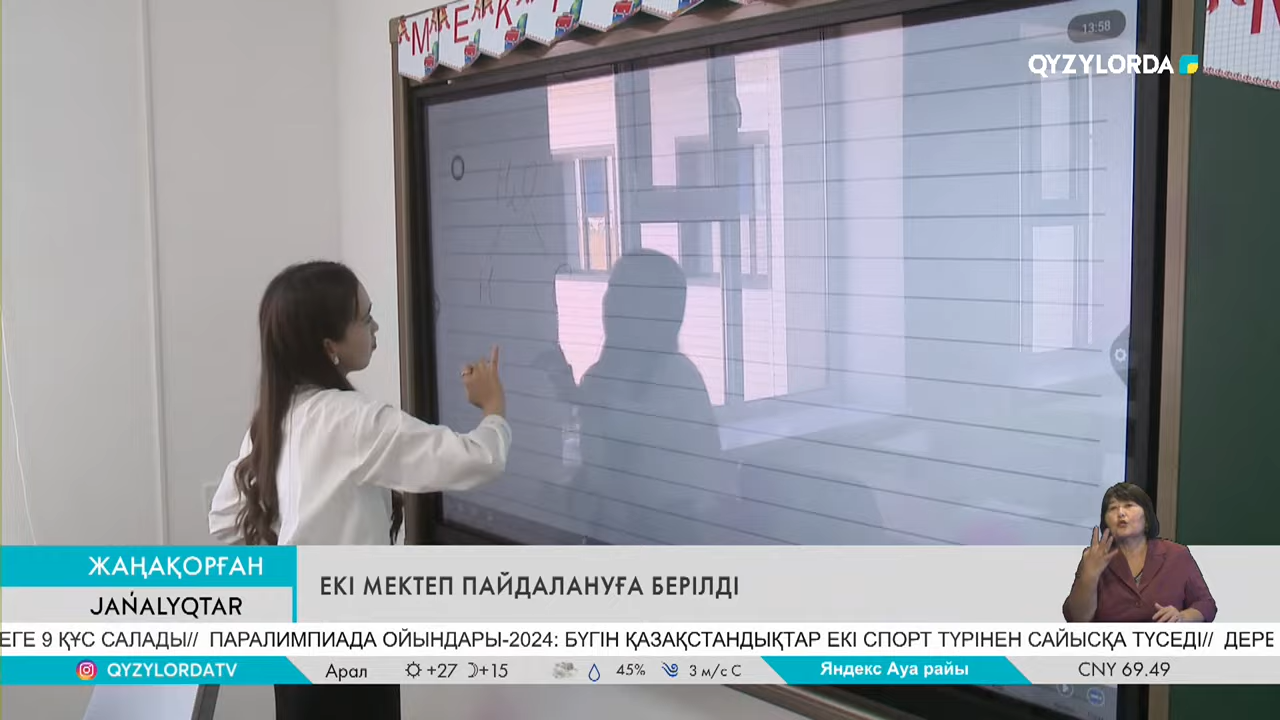 МЕК
13:58
QYZYLORDA
ЖАҢАҚОРҒАН
JAŃALYQTAR
ЕКІ МЕКТЕП ПАЙДАЛАНУҒА БЕРІЛДІ
ЕГЕ 9 ҚҰС САЛАДЫ// ПАРАЛИМПИАДА ОЙЫНДАРЫ-2024: БҮГІН ҚАЗАҚСТАНДЫҚТАР ЕКІ СПОРТ ТҮРІНЕН САЙЫСҚА ТҮСЕДІ// ДЕРЕ
QYZYLORDATV Арал +27 +15 45% 3 м/с С Яндекс Ауа райы CNY 69.49